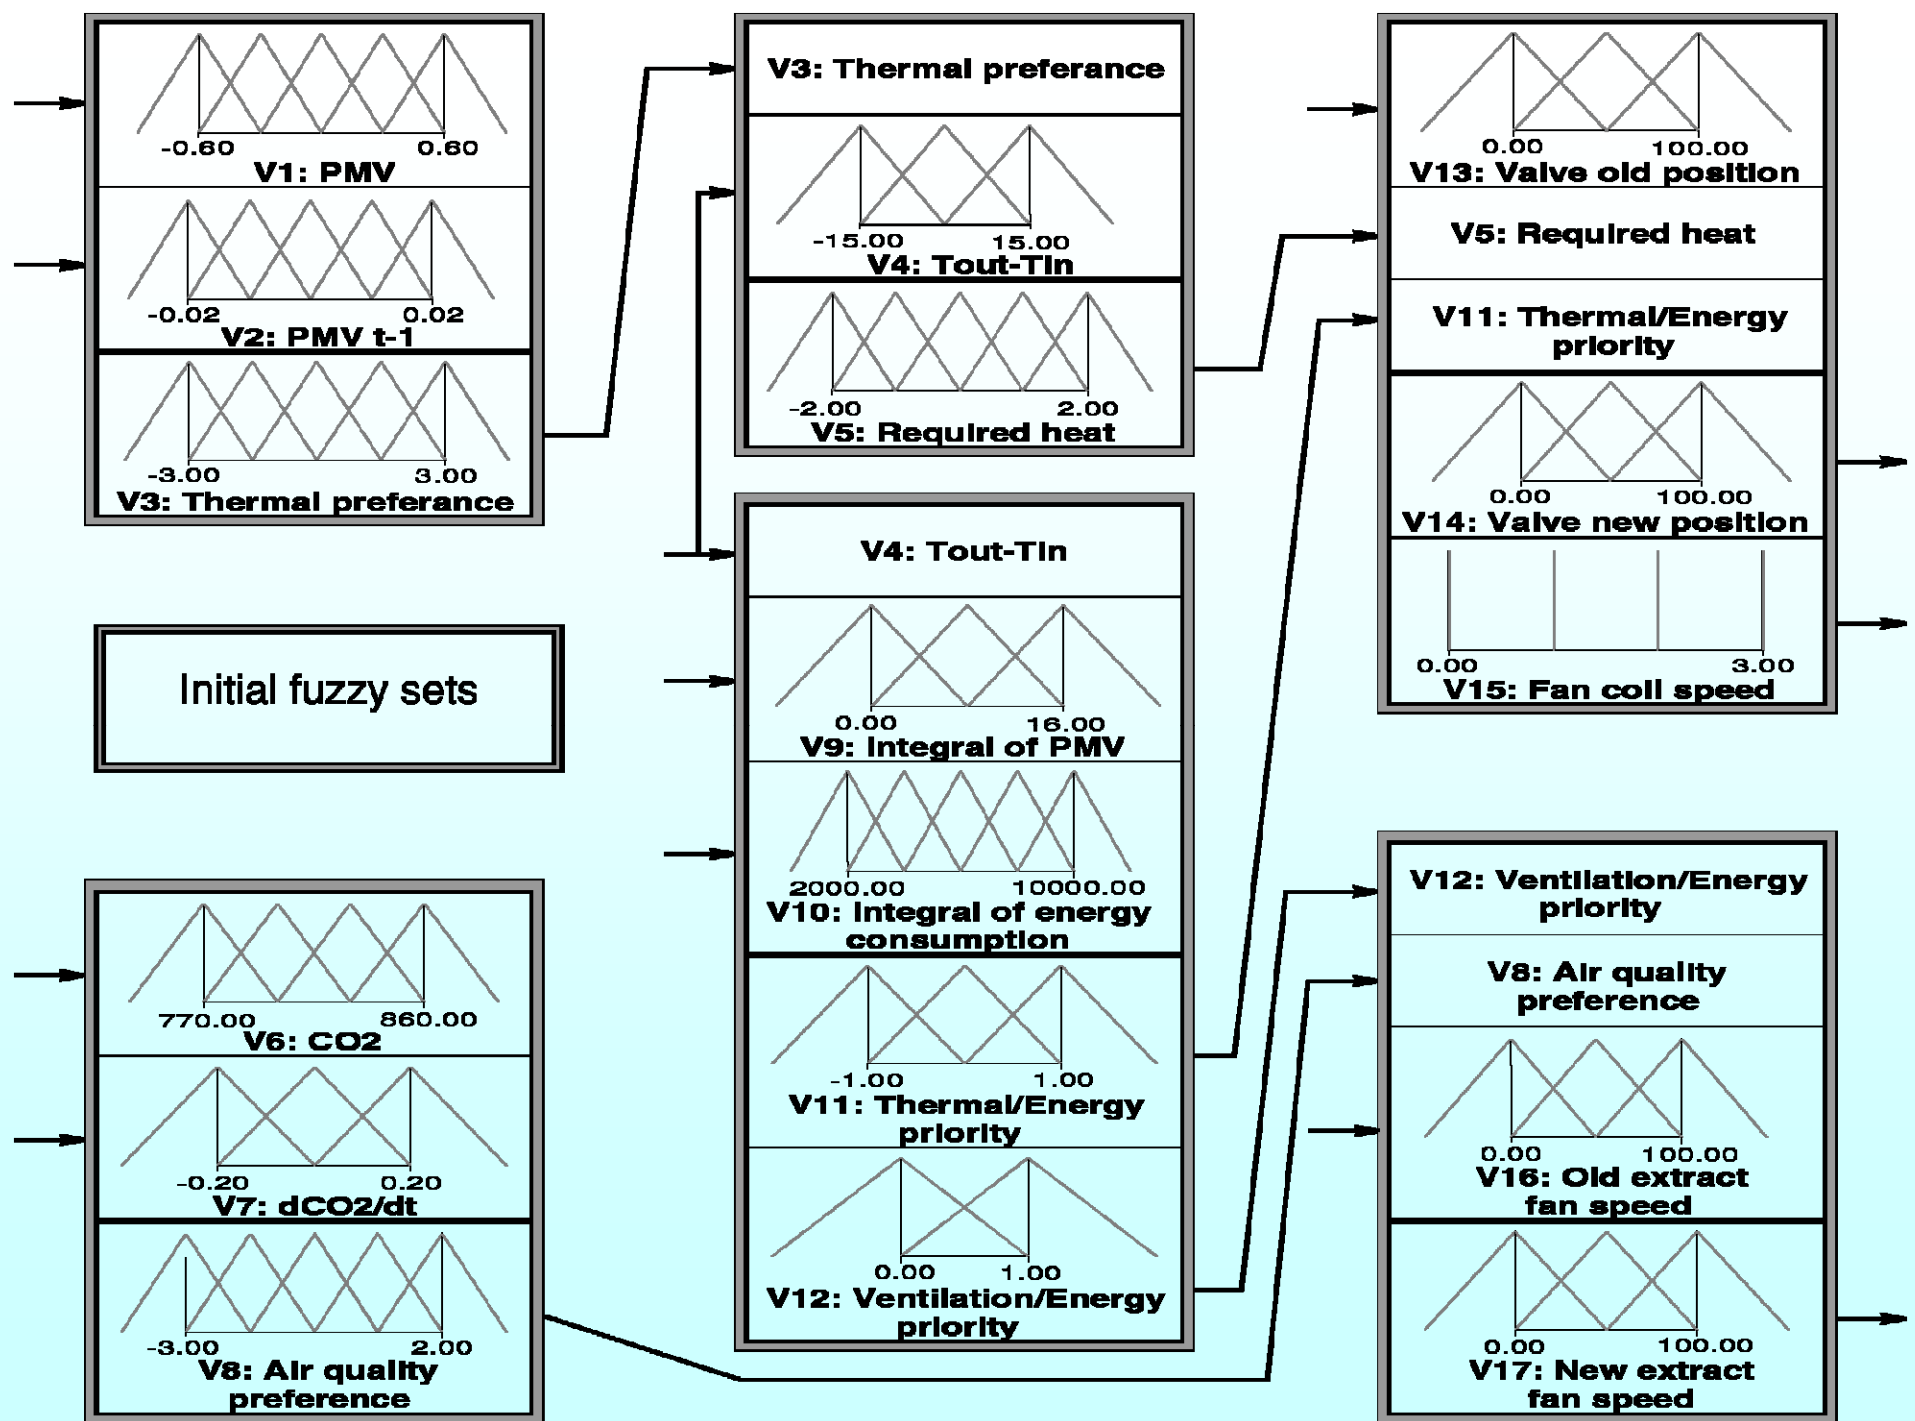 -0.60 0.60
V1: PMV
-0.02 0.02
V2: PMV t-1
-3.00 3.00
V3: Thermal preferance
V3: Thermal preferance
-15.00 15.00
V4: Tout-Tin
-2.00 2.00
V5: Required heat
0.00 100.00
V13: Valve old position
V5: Required heat
V11: Thermal/Energy
priority
0.00 100.00
V14: Valve new position
0.00 3.00
V15: Fan coil speed
Initial fuzzy sets
V4: Tout-Tin
0.00 16.00
V9: Integral of PMV
2000.00 10000.00
V10: Integral of energy
consumption
-1.00 1.00
V11: Thermal/Energy
priority
0.00 1.00
V12: Ventilation/Energy
priority
770.00 860.00
V6: CO2
-0.20 0.20
V7: dCO2/dt
-3.00 2.00
V8: Air quality
preference
V12: Ventilation/Energy
priority
V8: Air quality
preference
0.00 100.00
V16: Old extract
fan speed
0.00 100.00
V17: New extract
fan speed